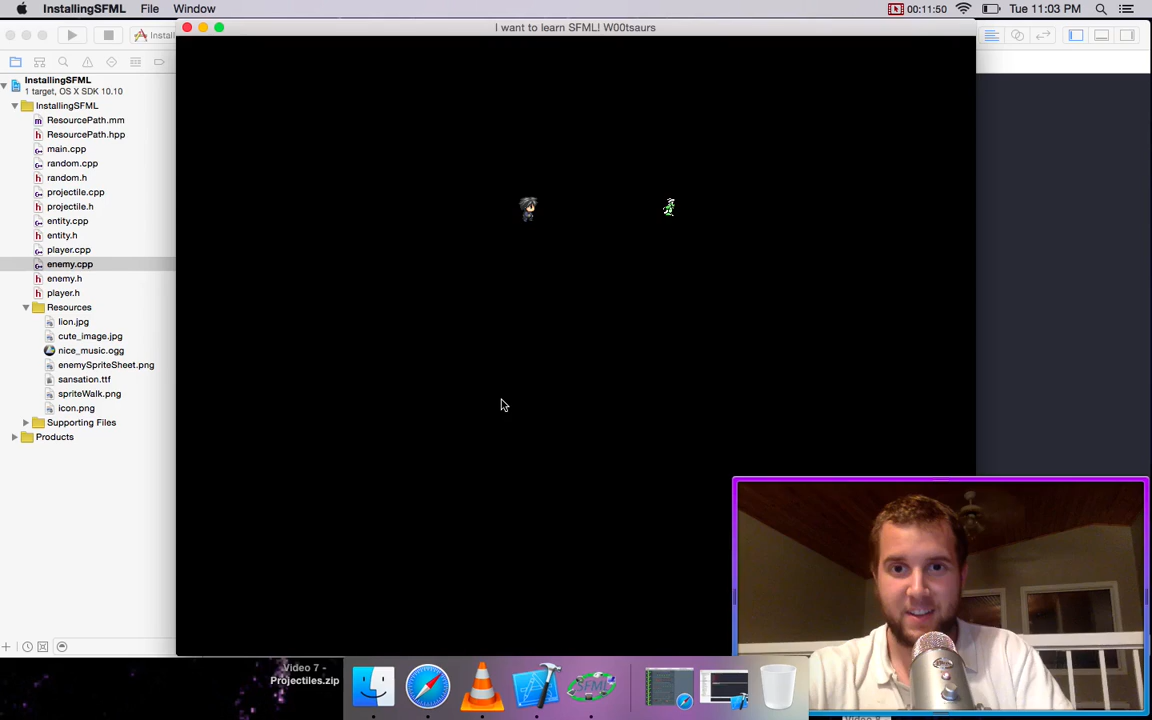 InstallingSFML File Window 00:11:50 Tue 11:03 PM
I want to learn SFML! W00tsaurs
Install
InstallingSFML
1 target, OS X SDK 10.10
InstallingSFML
ResourcePath.mm
ResourcePath.hpp
main.cpp
random.cpp
random.h
projectile.cpp
projectile.h
entity.cpp
entity.h
player.cpp
enemy.cpp
enemy.h
player.h
Resources
lion.jpg
cute_image.jpg
nice_music.ogg
enemySpriteSheet.png
sansation.ttf
spriteWalk.png
icon.png
Supporting Files
Products
Video 7 -
Projectiles.zip
SFML